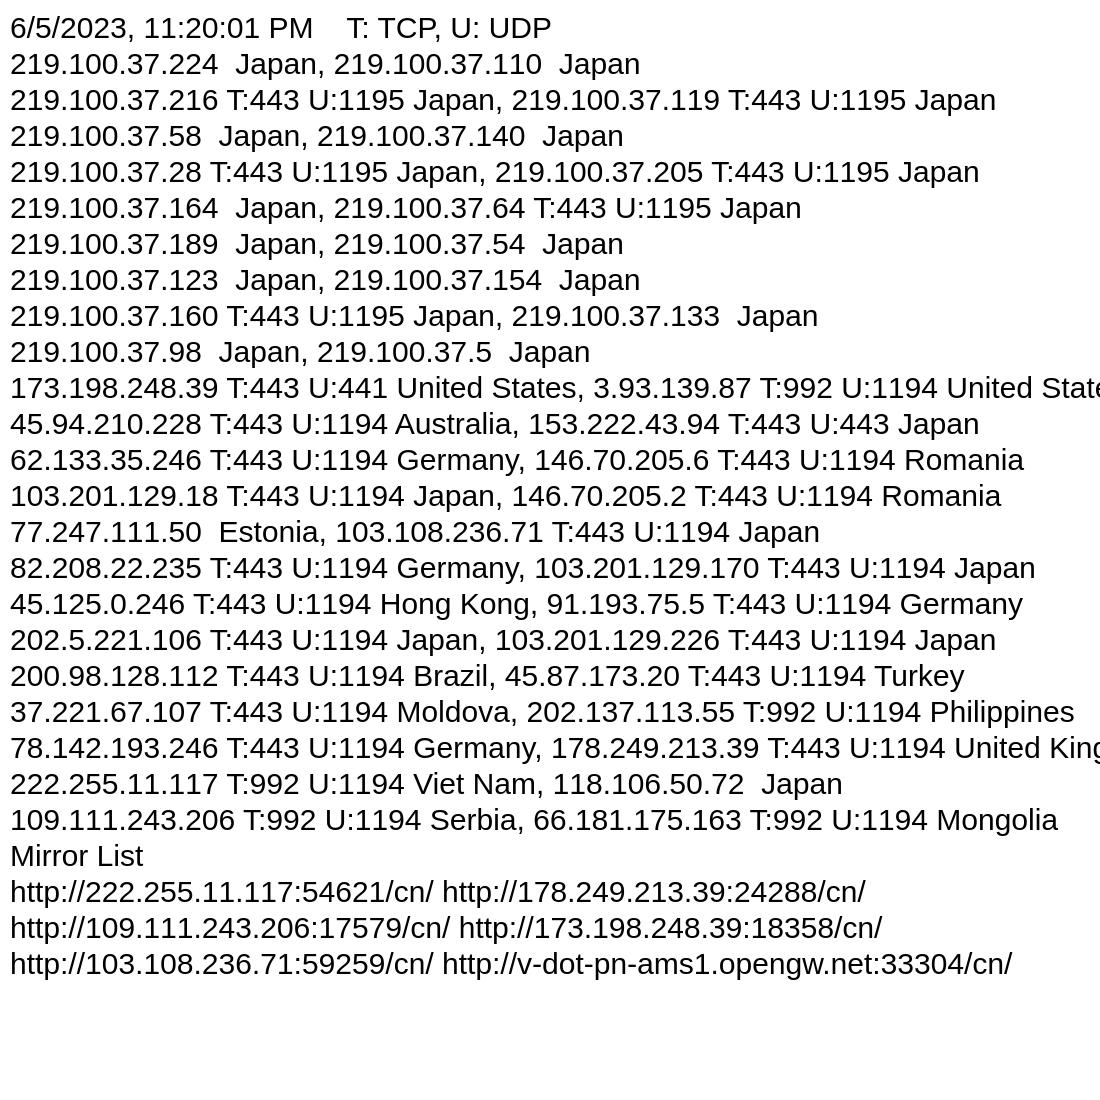 6/5/2023, 11:20:01 PM    T: TCP, U: UDP
219.100.37.224  Japan, 219.100.37.110  Japan
219.100.37.216 T:443 U:1195 Japan, 219.100.37.119 T:443 U:1195 Japan
219.100.37.58  Japan, 219.100.37.140  Japan
219.100.37.28 T:443 U:1195 Japan, 219.100.37.205 T:443 U:1195 Japan
219.100.37.164  Japan, 219.100.37.64 T:443 U:1195 Japan
219.100.37.189  Japan, 219.100.37.54  Japan
219.100.37.123  Japan, 219.100.37.154  Japan
219.100.37.160 T:443 U:1195 Japan, 219.100.37.133  Japan
219.100.37.98  Japan, 219.100.37.5  Japan
173.198.248.39 T:443 U:441 United States, 3.93.139.87 T:992 U:1194 United State
45.94.210.228 T:443 U:1194 Australia, 153.222.43.94 T:443 U:443 Japan
62.133.35.246 T:443 U:1194 Germany, 146.70.205.6 T:443 U:1194 Romania
103.201.129.18 T:443 U:1194 Japan, 146.70.205.2 T:443 U:1194 Romania
77.247.111.50  Estonia, 103.108.236.71 T:443 U:1194 Japan
82.208.22.235 T:443 U:1194 Germany, 103.201.129.170 T:443 U:1194 Japan
45.125.0.246 T:443 U:1194 Hong Kong, 91.193.75.5 T:443 U:1194 Germany
202.5.221.106 T:443 U:1194 Japan, 103.201.129.226 T:443 U:1194 Japan
200.98.128.112 T:443 U:1194 Brazil, 45.87.173.20 T:443 U:1194 Turkey
37.221.67.107 T:443 U:1194 Moldova, 202.137.113.55 T:992 U:1194 Philippines
78.142.193.246 T:443 U:1194 Germany, 178.249.213.39 T:443 U:1194 United King
222.255.11.117 T:992 U:1194 Viet Nam, 118.106.50.72  Japan
109.111.243.206 T:992 U:1194 Serbia, 66.181.175.163 T:992 U:1194 Mongolia
Mirror List
http://222.255.11.117:54621/cn/ http://178.249.213.39:24288/cn/
http://109.111.243.206:17579/cn/ http://173.198.248.39:18358/cn/
http://103.108.236.71:59259/cn/ http://v-dot-pn-ams1.opengw.net:33304/cn/